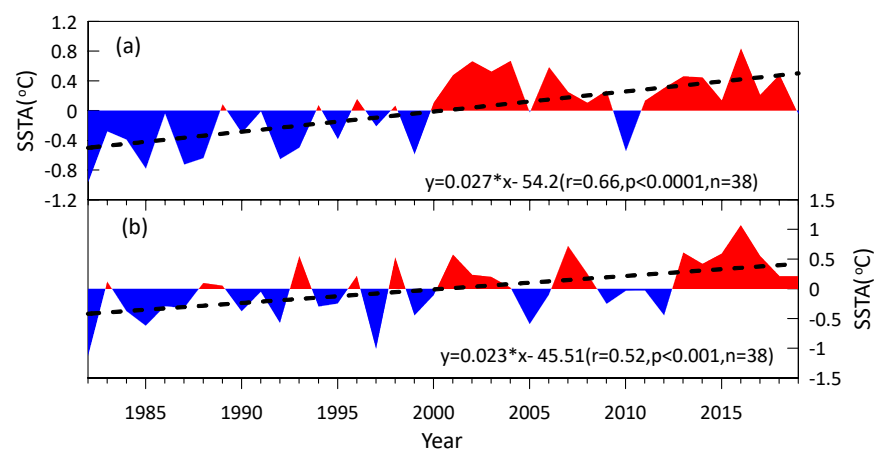 (a)
SSTA(°C)
1.2
0.8
0.4
0
-0.4
-0.8
-1.2
y=0.027*x- 54.2(r=0.66,p<0.0001,n=38)
(b)
SSTA(°C)
1.5
1
0.5
0
-0.5
-1
-1.5
y=0.023*x- 45.51(r=0.52,p<0.001,n=38)
1985 1990 1995 2000 2005 2010 2015
Year